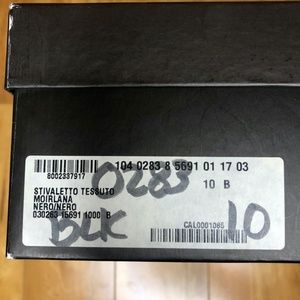 104 0283 8 5691 01 17 03
8002337917
0283
10 B
STIVALETTO TESSUTO
MOIRLANA
NERO/NERO
030283 15691 1000 B
BLK
10
CAL0001065